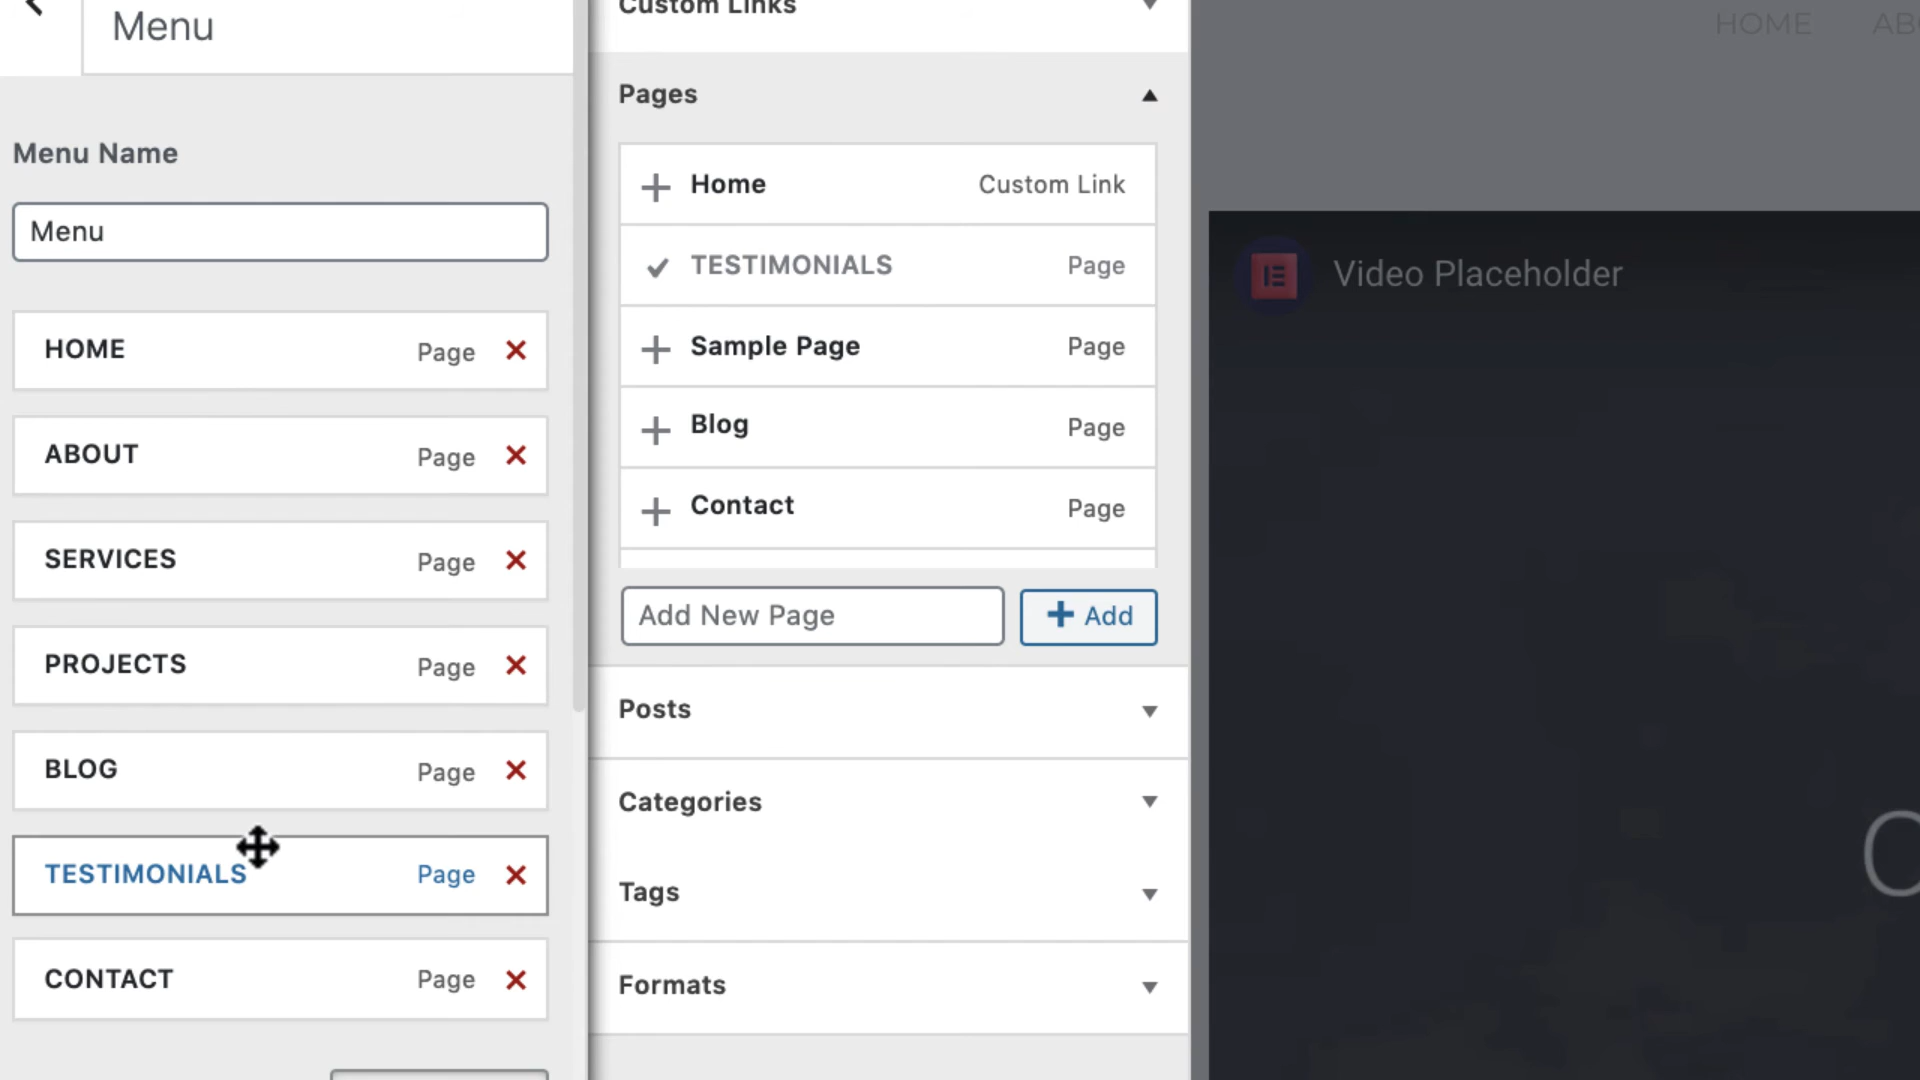 Menu
Menu Name
Menu
HOME Page
ABOUT Page
SERVICES Page
PROJECTS Page
BLOG Page
TESTIMONIALS Page
CONTACT Page
Custom Links
Pages
Home Custom Link
TESTIMONIALS Page
Sample Page Page
Blog Page
Contact Page
Add New Page
Add
Posts
Categories
Tags
Formats
HOME
Video Placeholder